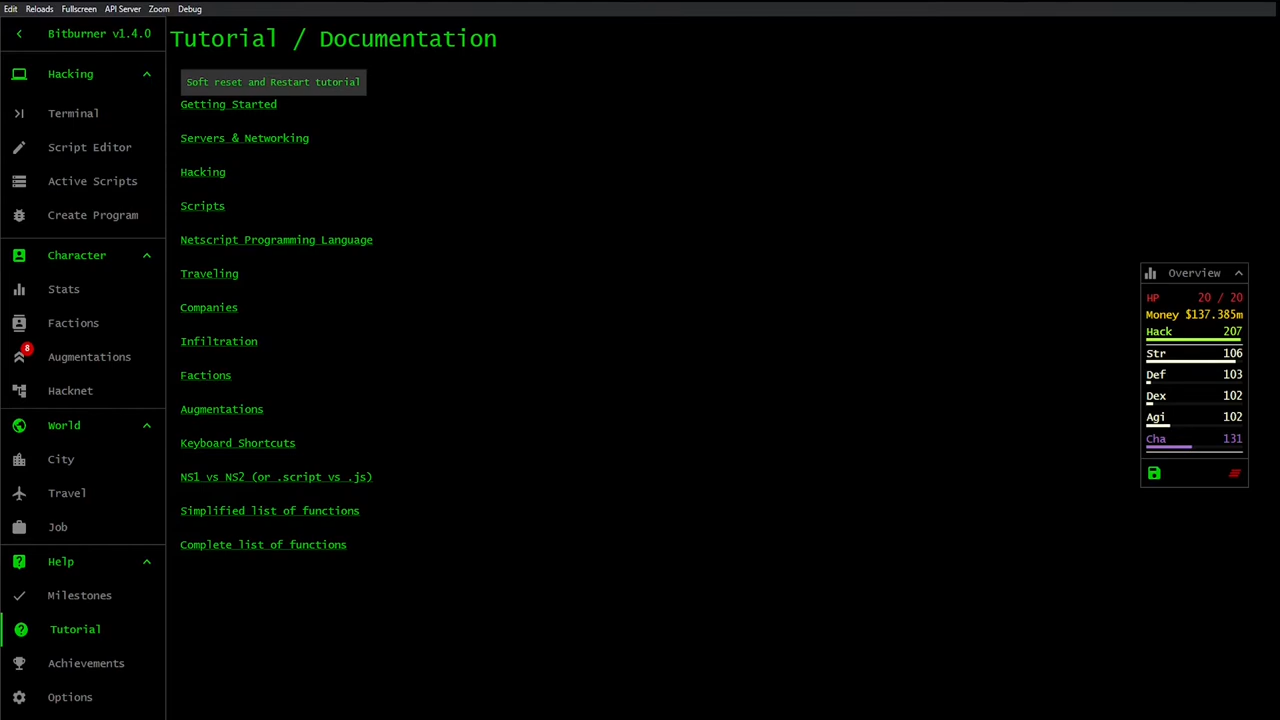 Edit Reloads Fullscreen API Server Zoom Debug
Bitburner v1.4.0
Hacking
Terminal
Script Editor
Active Scripts
Create Program
Character
Stats
Factions
8
Augmentations
Hacknet
World
City
Travel
Job
Help
Milestones
Tutorial
Achievements
Options
Tutorial / Documentation
Soft reset and Restart tutorial
Getting Started
Servers & Networking
Hacking
Scripts
Netscript Programming Language
Traveling
Companies
Infiltration
Factions
Augmentations
Keyboard Shortcuts
NS1 vs NS2 (or .script vs .js)
Simplified list of functions
Complete list of functions
Overview
HP 20 / 20
Money $137.385m
Hack 207
Str 106
Def 103
Dex 102
Agi 102
Cha 131